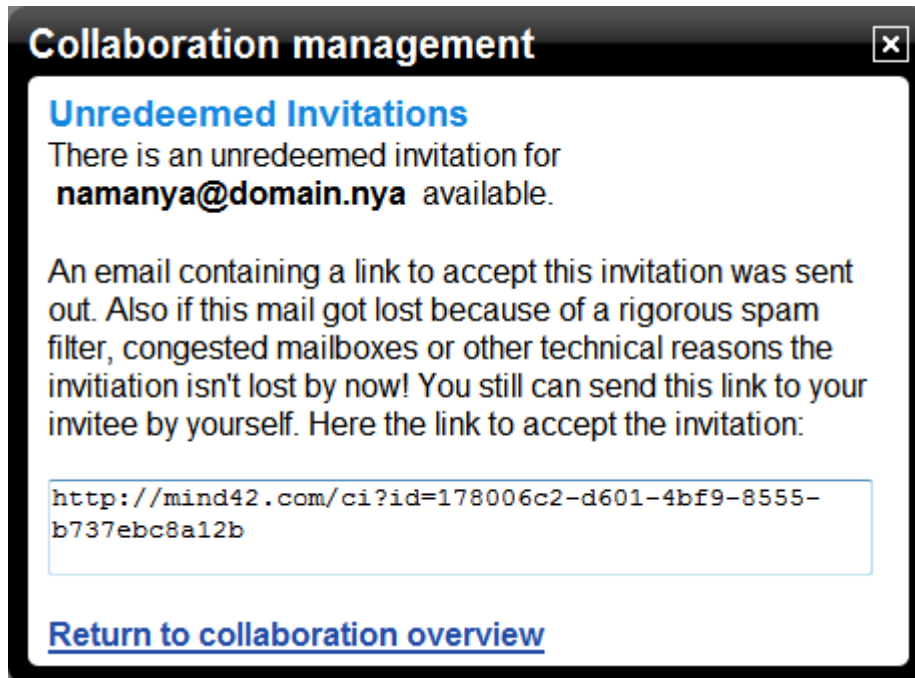 Collaboration management
Unredeemed Invitations
There is an unredeemed invitation for
namanya@domain.nya available.
An email containing a link to accept this invitation was sent
out. Also if this mail got lost because of a rigorous spam
filter, congested mailboxes or other technical reasons the
invitiation isn't lost by now! You still can send this link to your
invitee by yourself. Here the link to accept the invitation:
http://mind42.com/ci?id=178006c2-d601-4bf9-8555-
b737ebc8a12b
Return to collaboration overview